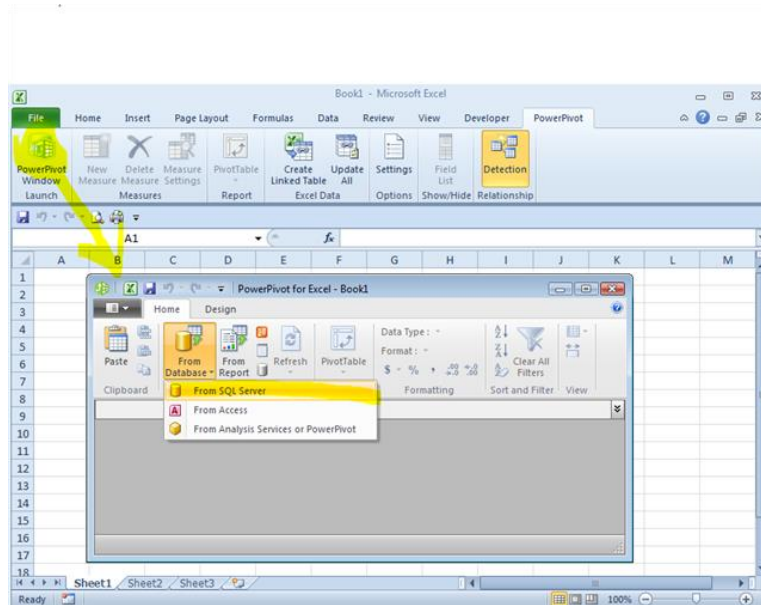 Book1 - Microsoft Excel
File Home Insert Page Layout Formulas Data Review View Developer PowerPivot
PowerPivot Window
New Measure
Delete Measure
Measure Settings
PivotTable
Create Linked Table
Update All
Settings
Field List
Detection
Launch Measures Report Excel Data Options Show/Hide Relationship
A1 fx
A B C D E F G H I J K L M
1
2
3
4
5
6
7
8
9
10
11
12
13
14
15
16
17
18
PowerPivot for Excel - Book1
Home Design
Paste
From Database
From Report
Refresh
PivotTable
Data Type :
Format :
$ % , .00 .0
Clear All Filters
Clipboard Formatting Sort and Filter View
From SQL Server
From Access
From Analysis Services or PowerPivot
Sheet1 Sheet2 Sheet3
Ready 100%